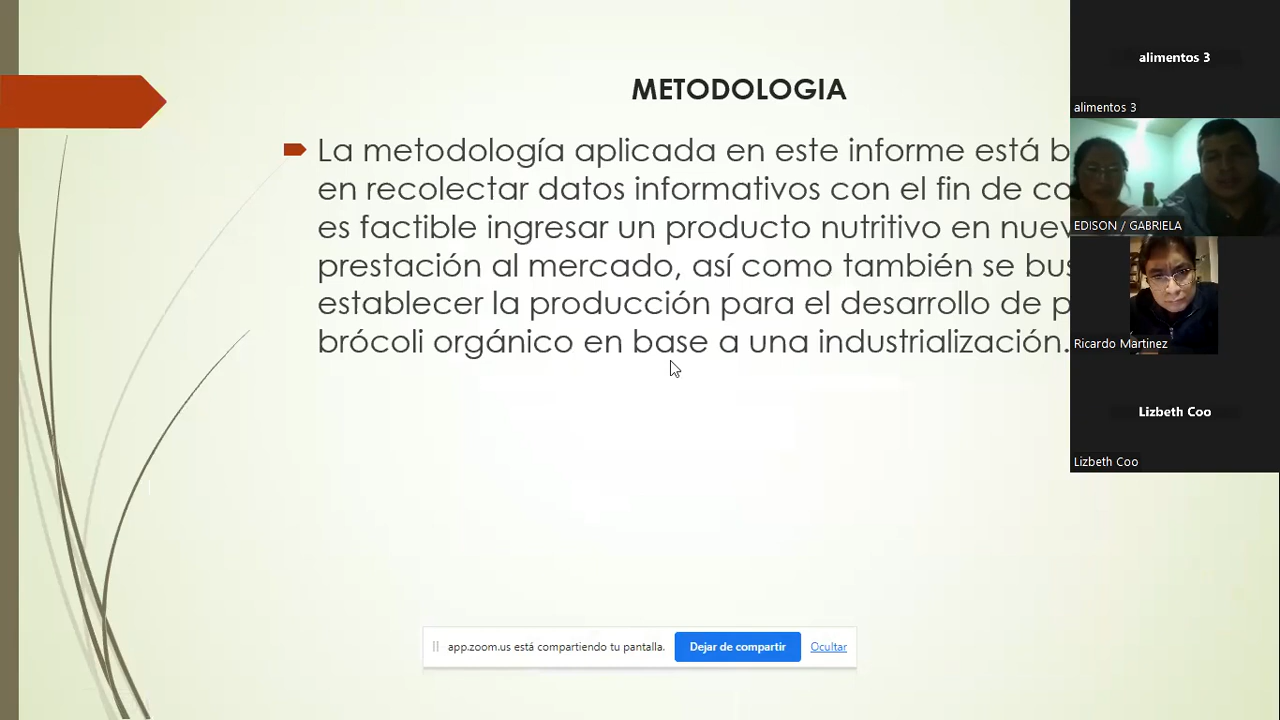 METODOLOGIA
La metodología aplicada en este informe está
en recolectar datos informativos con el fin de
es factible ingresar un producto nutritivo en
prestación al mercado, así como también se
establecer la producción para el desarrollo de
brócoli orgánico en base a una industrialización.
alimentos 3
alimentos 3
EDISON / GABRIELA
Ricardo Martinez
Lizbeth Coo
Lizbeth Coo
app.zoom.us está compartiendo tu pantalla.
Dejar de compartir
Ocultar